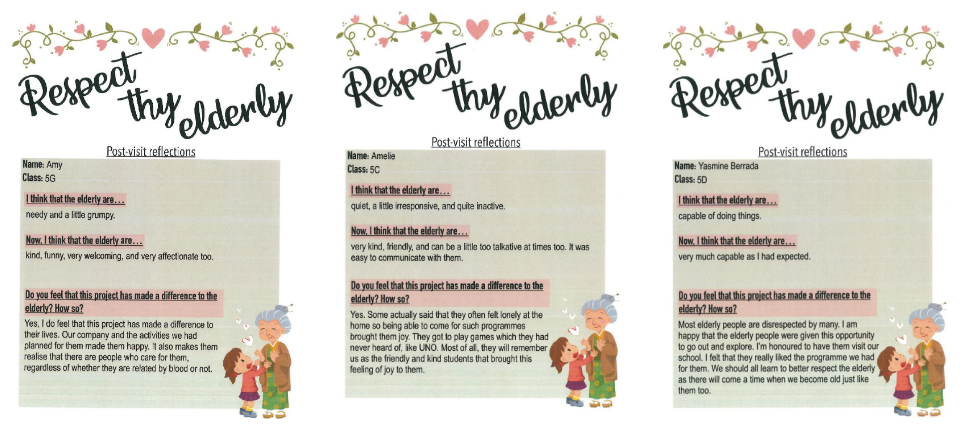 Respect
thy
elderly
Post-visit reflections
Name: Amy
Class: 5G
I think that the elderly are…
needy and a little grumpy.
Now, I think that the elderly are…
kind, funny, very welcoming, and very affectionate too.
Do you feel that this project has made a difference to the
elderly? How so?
Yes, I do feel that this project has made a difference to
their lives. Our company and the activities we had
planned for them made them happy. It also makes them
realise that there are people who care for them,
regardless of whether they are related by blood or not.
Respect
thy
elderly
Post-visit reflections
Name: Amelie
Class: 5C
I think that the elderly are…
quiet, a little irresponsive, and quite inactive.
Now, I think that the elderly are…
very kind, friendly, and can be a little too talkative at times too. It was
easy to communicate with them.
Do you feel that this project has made a difference to the
elderly? How so?
Yes. Some actually said that they often felt lonely at the
home so being able to come for such programmes
brought them joy. They got to play games which they had
never heard of, like UNO. Most of all, they will remember
us as the friendly and kind students that brought this
feeling of joy to them.
Respect
thy
elderly
Post-visit reflections
Name: Yasmine Berrada
Class: 5D
I think that the elderly are…
capable of doing things.
Now, I think that the elderly are…
very much capable as I had expected.
Do you feel that this project has made a difference to the
elderly? How so?
Most elderly people are disrespected by many. I am
happy that the elderly people were given this opportunity
to go out and explore. I'm honoured to have them visit our
school. I felt that they really liked the programme we had
for them. We should all learn to better respect the elderly
as there will come a time when we become old just like
them too.